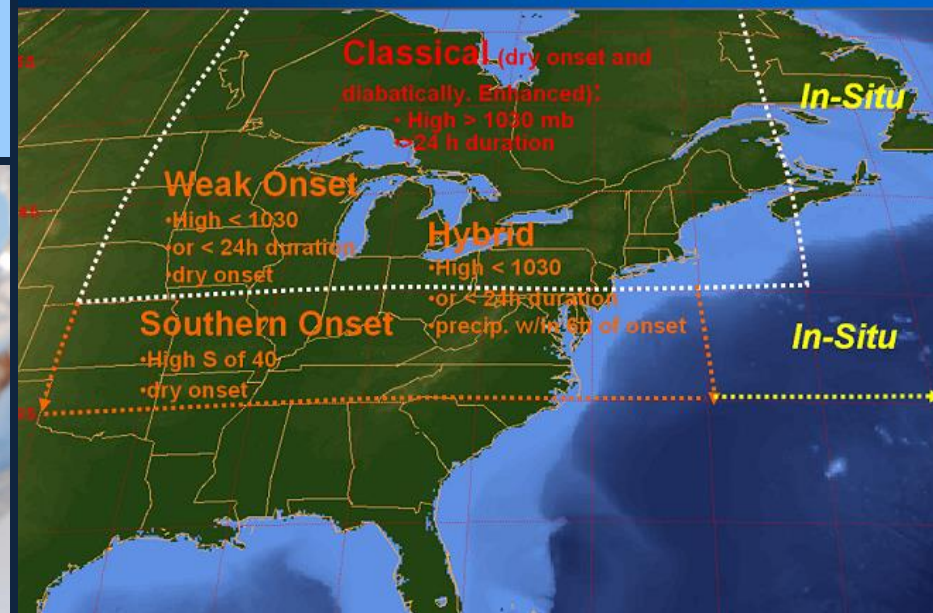 Classical (dry onset and
diabatically. Enhanced):
• High > 1030 mb
24 h duration
In-Situ
Weak Onset
•High < 1030
•or < 24h duration
•dry onset
Hybrid
•High < 1030
•or < 24h duration
•precip. w/in 6h of onset
Southern Onset
•High S of 40
•dry onset
In-Situ